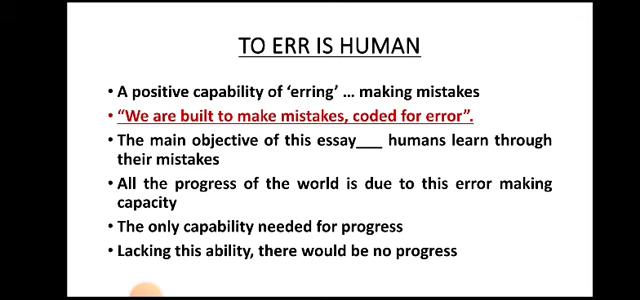 TO ERR IS HUMAN
• A positive capability of ‘erring’ … making mistakes
• “We are built to make mistakes, coded for error”.
• The main objective of this essay___ humans learn through
their mistakes
• All the progress of the world is due to this error making
capacity
• The only capability needed for progress
• Lacking this ability, there would be no progress